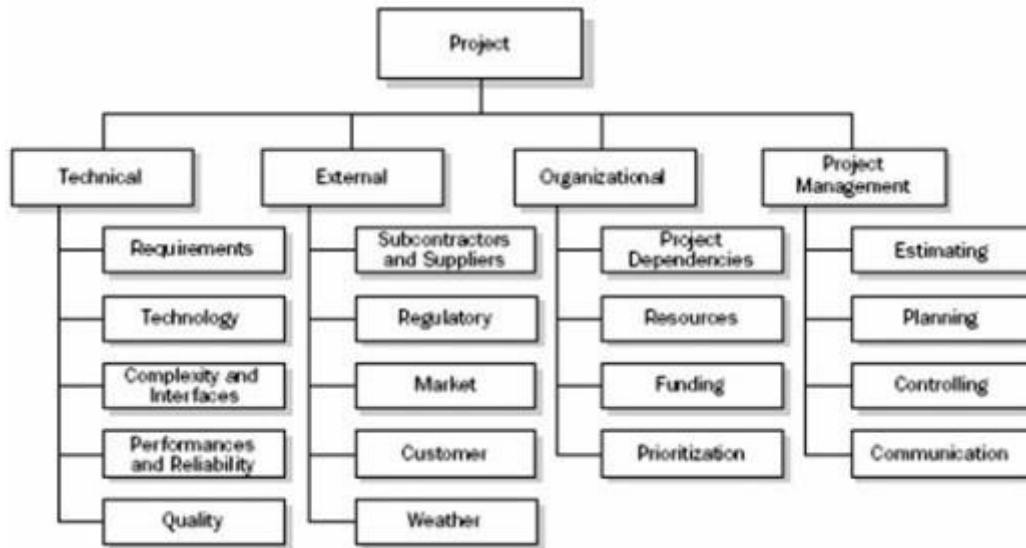 Project
Technical
External
Organizational
Project
Management
Requirements
Technology
Complexity and
Interfaces
Performances
and Reliability
Quality
Subcontractors
and Suppliers
Regulatory
Market
Customer
Weather
Project
Dependencies
Resources
Funding
Prioritization
Estimating
Planning
Controlling
Communication